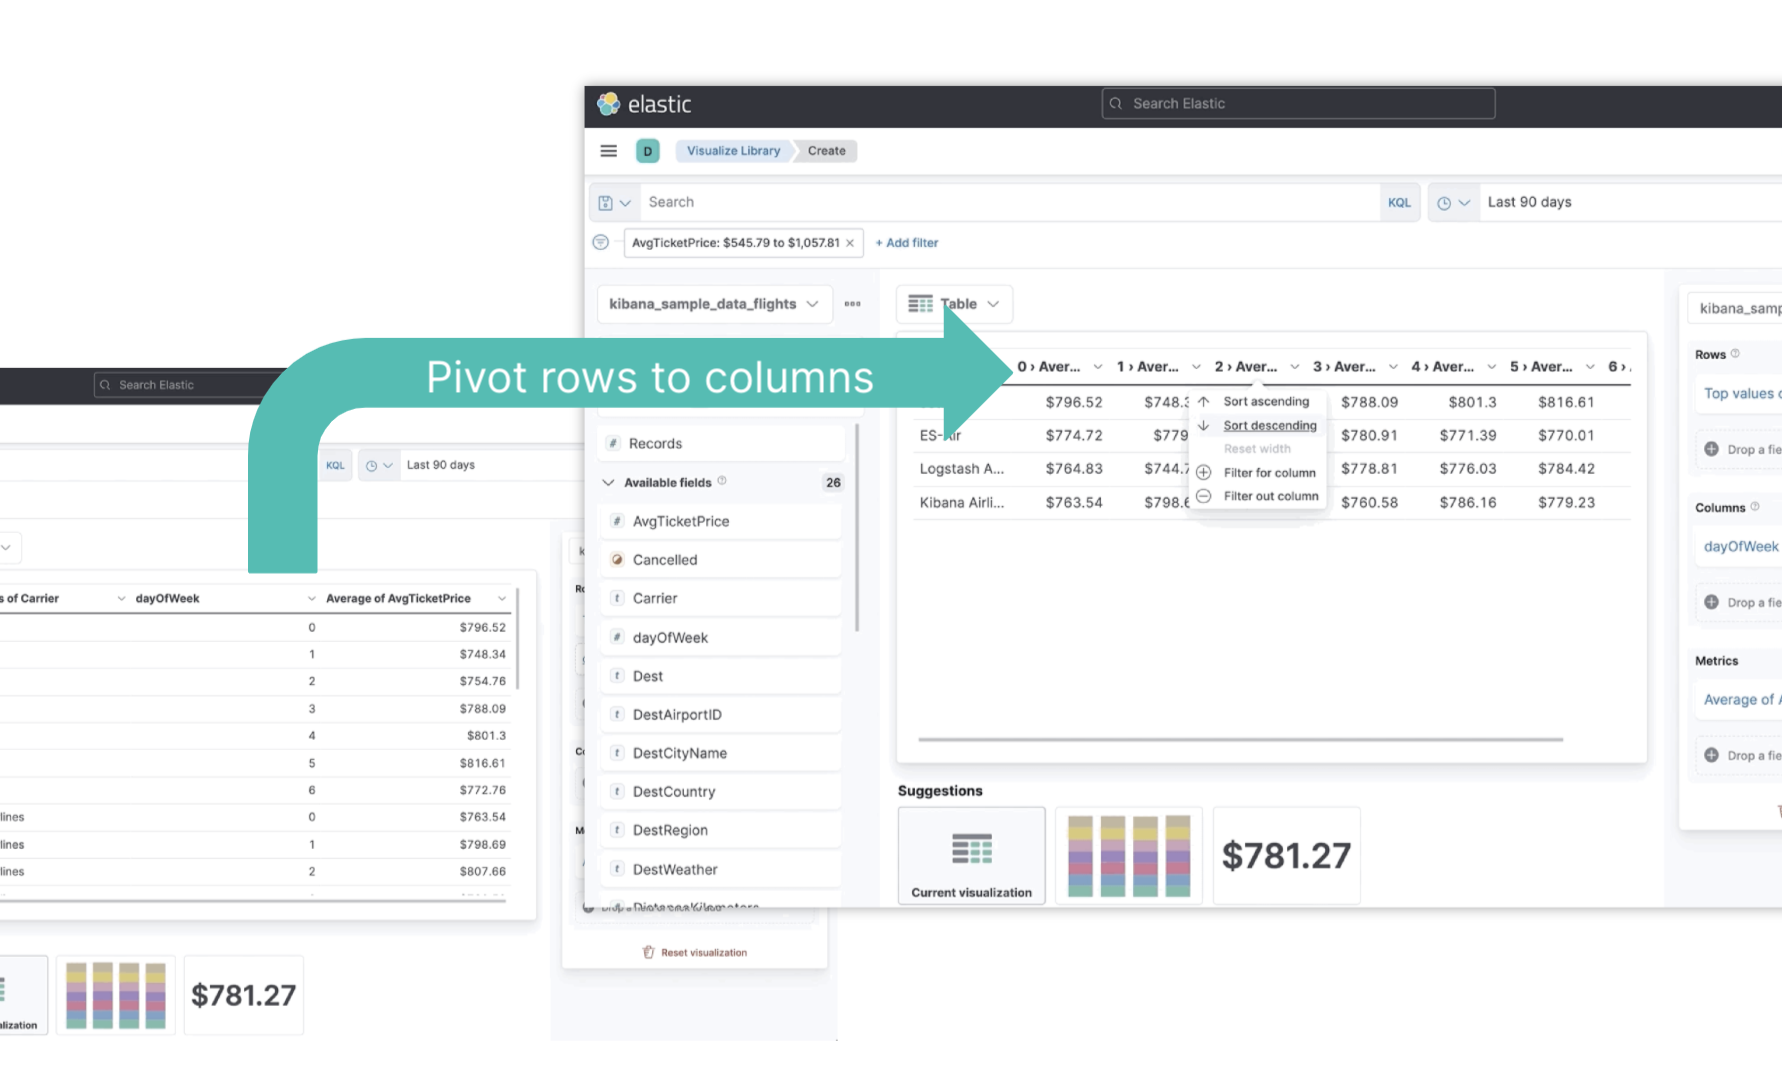 elastic
Search Elastic
D
Visualize Library
Create
Search
KQL
Last 90 days
AvgTicketPrice: $545.79 to $1,057.81 ×
+ Add filter
kibana_sample_data_flights
Table
kibana_samp
Pivot rows to columns
0 › Aver... 1 › Aver... 2 › Aver... 3 › Aver... 4 › Aver... 5 › Aver... 6 ›
$796.52 $748.3 $788.09 $801.3 $816.61
ES-Air $774.72 $779 $780.91 $771.39 $770.01
Logstash A... $764.83 $744.7 $778.81 $776.03 $784.42
Kibana Airli... $763.54 $798.6 $760.58 $786.16 $779.23
Sort ascending
Sort descending
Reset width
Filter for column
Filter out column
# Records
Available fields 26
# AvgTicketPrice
Cancelled
t Carrier
# dayOfWeek
t Dest
t DestAirportID
t DestCityName
t DestCountry
t DestRegion
t DestWeather
# DistanceKilometers
Rows
Top values o
Drop a fie
Columns
dayOfWeek
Drop a fie
Metrics
Average of A
Drop a fie
Suggestions
Current visualization
$781.27
Search Elastic
KQL
Last 90 days
s of Carrier dayOfWeek Average of AvgTicketPrice
0 $796.52
1 $748.34
2 $754.76
3 $788.09
4 $801.3
5 $816.61
6 $772.76
lines 0 $763.54
lines 1 $798.69
lines 2 $807.66
k
Ro
Co
M
Drop a field or click to add
Reset visualization
alization
$781.27